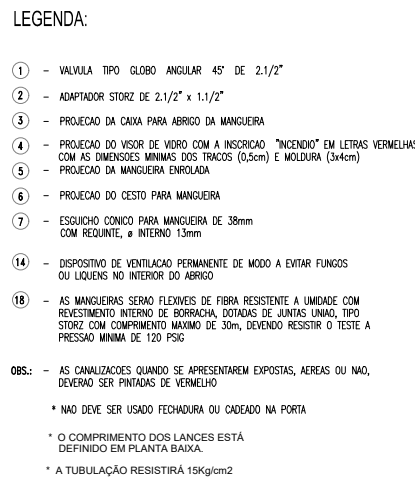 LEGENDA:
1 - VALVULA TIPO GLOBO ANGULAR 45° DE 2.1/2"
2 - ADAPTADOR STORZ DE 2.1/2" x 1.1/2"
3 - PROJECAO DA CAIXA PARA ABRIGO DA MANGUEIRA
4 - PROJECAO DO VISOR DE VIDRO COM A INSCRICAO "INCENDIO" EM LETRAS VERMELHAS
COM AS DIMENSOES MINIMAS DOS TRACOS (0,5cm) E MOLDURA (3x4cm)
5 - PROJECAO DA MANGUEIRA ENROLADA
6 - PROJECAO DO CESTO PARA MANGUEIRA
7 - ESGUICHO CONICO PARA MANGUEIRA DE 38mm
COM REQUINTE, ø INTERNO 13mm
14 - DISPOSITIVO DE VENTILACAO PERMANENTE DE MODO A EVITAR FUNGOS
OU LIQUENS NO INTERIOR DO ABRIGO
18 - AS MANGUEIRAS SERAO FLEXIVEIS DE FIBRA RESISTENTE A UMIDADE COM
REVESTIMENTO INTERNO DE BORRACHA, DOTADAS DE JUNTAS UNIAO, TIPO
STORZ COM COMPRIMENTO MAXIMO DE 30m, DEVENDO RESISTIR O TESTE A
PRESSAO MINIMA DE 120 PSIG
OBS.: - AS CANALIZACOES QUANDO SE APRESENTAREM EXPOSTAS, AEREAS OU NAO,
DEVERAO SER PINTADAS DE VERMELHO
* NAO DEVE SER USADO FECHADURA OU CADEADO NA PORTA
* O COMPRIMENTO DOS LANCES ESTÁ
DEFINIDO EM PLANTA BAIXA.
* A TUBULAÇÃO RESISTIRÁ 15Kg/cm2